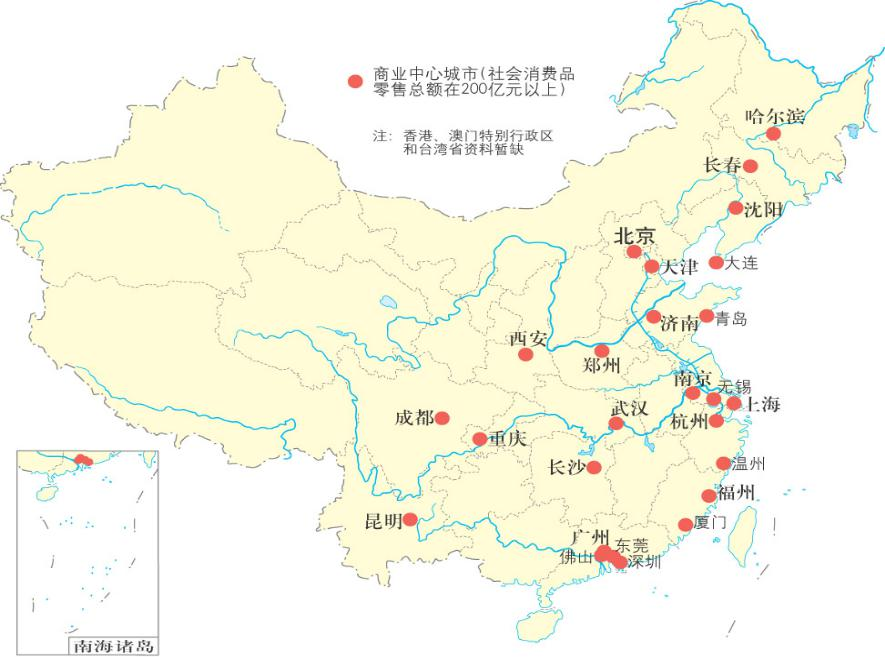 商业中心城市(社会消费品
零售总额在200亿元以上)
注: 香港、澳门特别行政区
和台湾省资料暂缺
哈尔滨
长春
沈阳
北京
天津
大连
济南
青岛
西安
郑州
南京
无锡
上海
成都
武汉
杭州
重庆
长沙
温州
福州
昆明
厦门
广州
东莞
佛山
深圳
南海诸岛